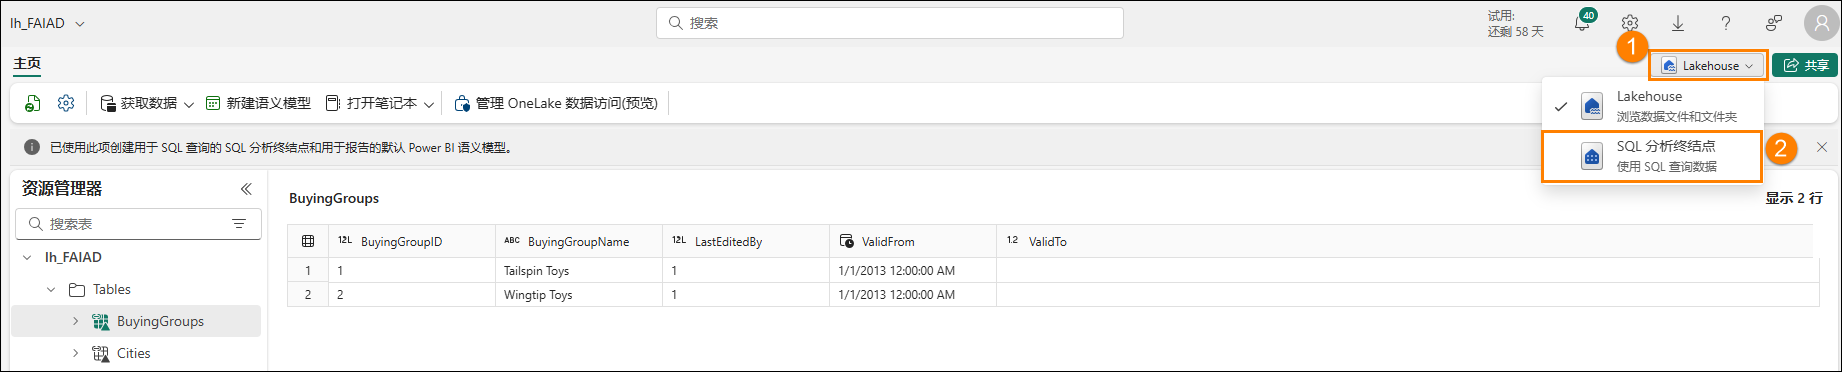 lh_FAIAD
搜索
试用:
还剩 58 天
40
主页
1
Lakehouse
共享
获取数据
新建语义模型
打开笔记本
管理 OneLake 数据访问(预览)
Lakehouse
浏览数据文件和文件夹
SQL 分析终结点
使用 SQL 查询数据
2
已使用此项创建用于 SQL 查询的 SQL 分析终结点和用于报告的默认 Power BI 语义模型。
资源管理器
搜索表
lh_FAIAD
Tables
BuyingGroups
Cities
BuyingGroups
显示 2 行
12L BuyingGroupID ABC BuyingGroupName 12L LastEditedBy ValidFrom 1.2 ValidTo
1 1 Tailspin Toys 1 1/1/2013 12:00:00 AM
2 2 Wingtip Toys 1 1/1/2013 12:00:00 AM